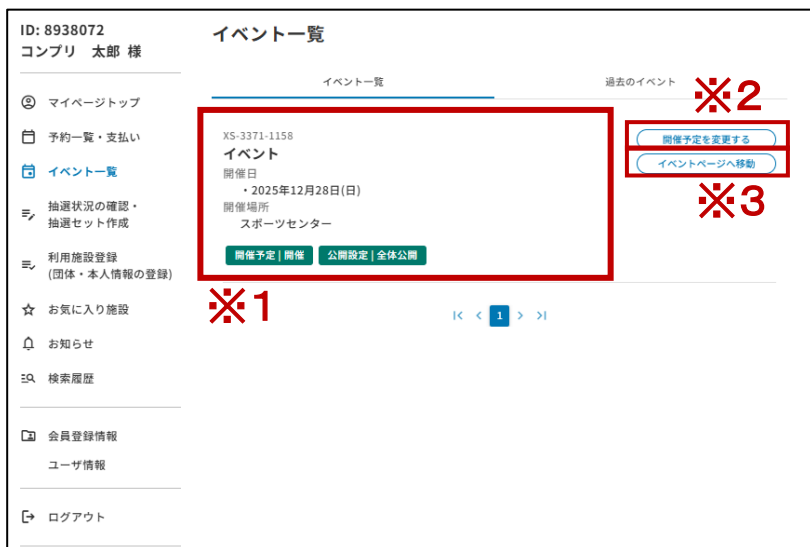 ID: 8938072
コンプリ 太郎 様
マイページトップ
予約一覧・支払い
イベント一覧
抽選状況の確認・
抽選セット作成
利用施設登録
(団体・本人情報の登録)
お気に入り施設
お知らせ
検索履歴
会員登録情報
ユーザ情報
ログアウト
イベント一覧
イベント一覧 過去のイベント
※2
XS-3371-1158
イベント
開催日
・2025年12月28日(日)
開催場所
スポーツセンター
開催予定 | 開催 公開設定 | 全体公開
開催予定を変更する
イベントページへ移動
※3
※1
1